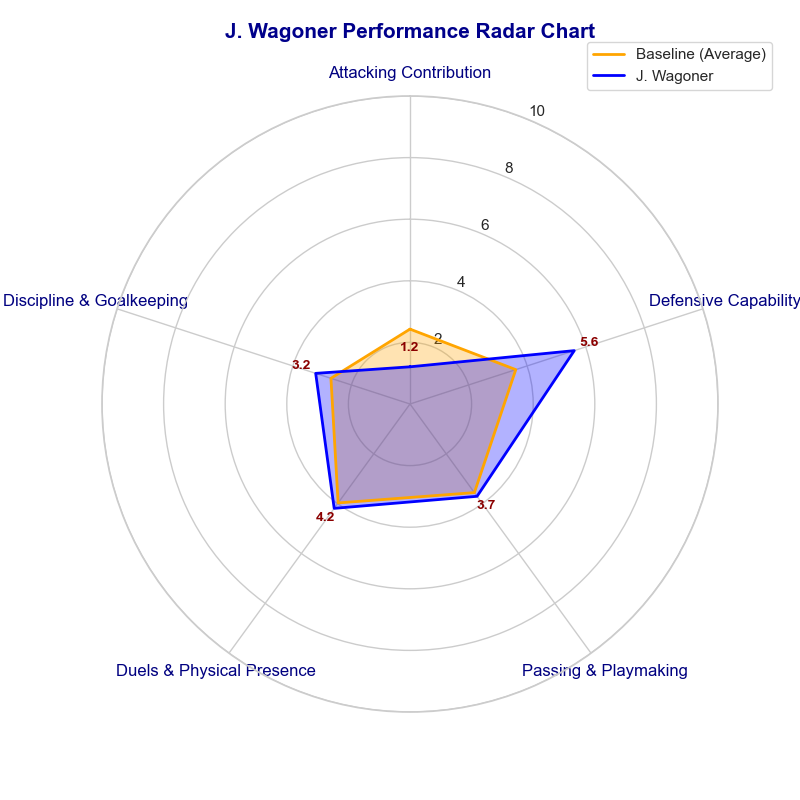 J. Wagoner Performance Radar Chart
Baseline (Average)
J. Wagoner
Attacking Contribution
10
8
6
4
2
1.2
Discipline & Goalkeeping
Defensive Capability
5.6
3.2
3.7
4.2
Duels & Physical Presence
Passing & Playmaking